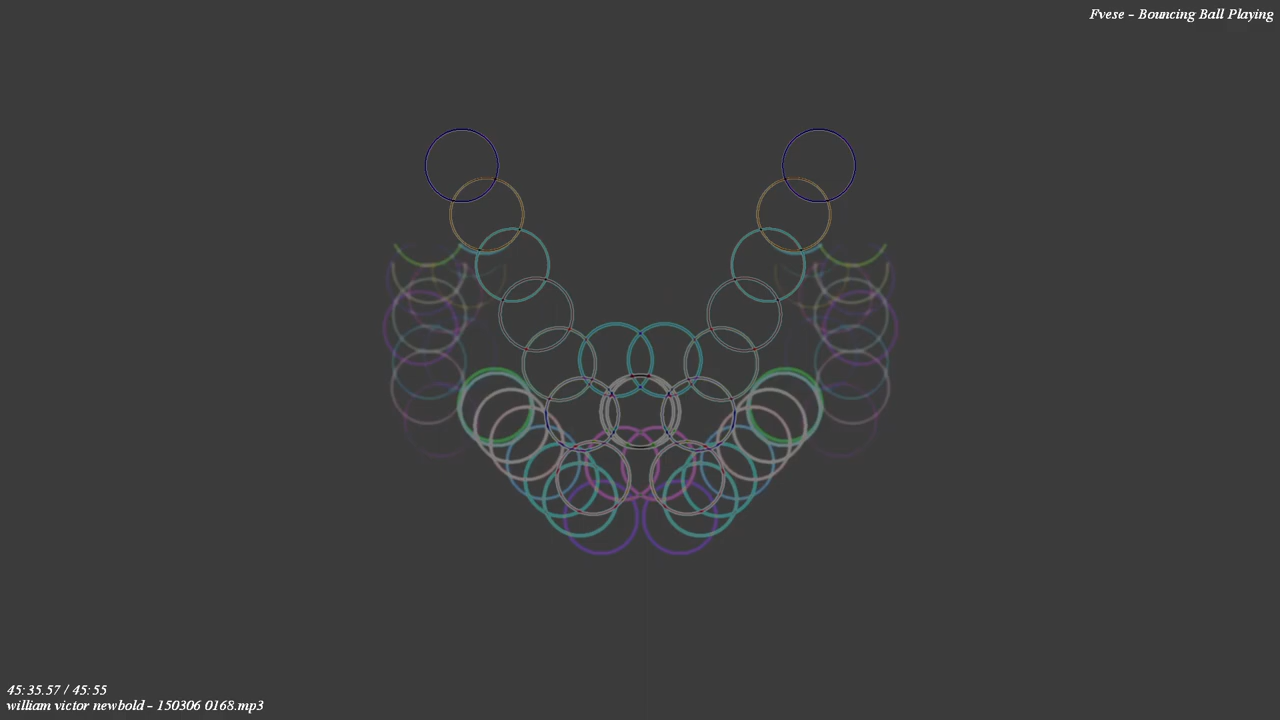 Fvese - Bouncing Ball Playing
45:35.57 / 45:55
william victor newbold - 150306 0168.mp3